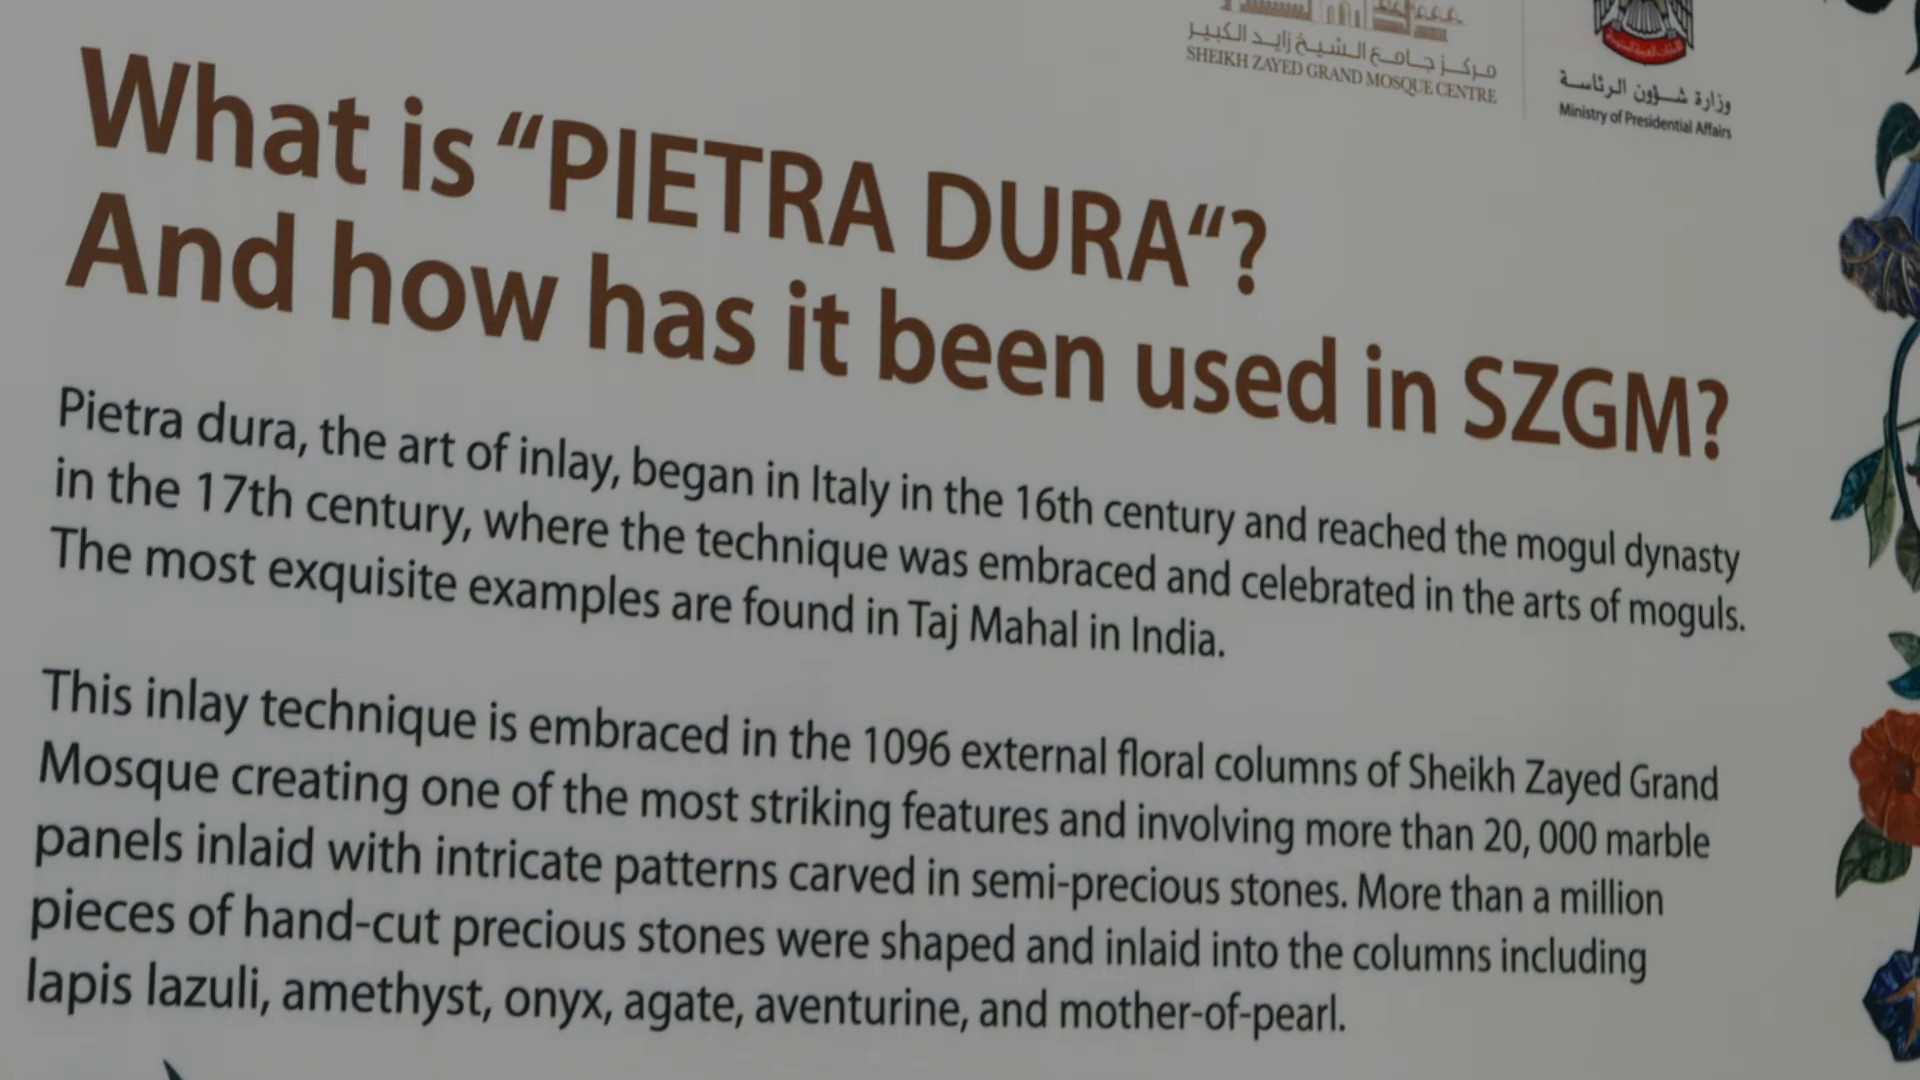 مركز جامع الشيخ زايد الكبير
SHEIKH ZAYED GRAND MOSQUE CENTRE
وزارة شؤون الرئاسة
Ministry of Presidential Affairs
What is “PIETRA DURA“?
And how has it been used in SZGM?
Pietra dura, the art of inlay, began in Italy in the 16th century and reached the mogul dynasty
in the 17th century, where the technique was embraced and celebrated in the arts of moguls.
The most exquisite examples are found in Taj Mahal in India.
This inlay technique is embraced in the 1096 external floral columns of Sheikh Zayed Grand
Mosque creating one of the most striking features and involving more than 20, 000 marble
panels inlaid with intricate patterns carved in semi-precious stones. More than a million
pieces of hand-cut precious stones were shaped and inlaid into the columns including
lapis lazuli, amethyst, onyx, agate, aventurine, and mother-of-pearl.